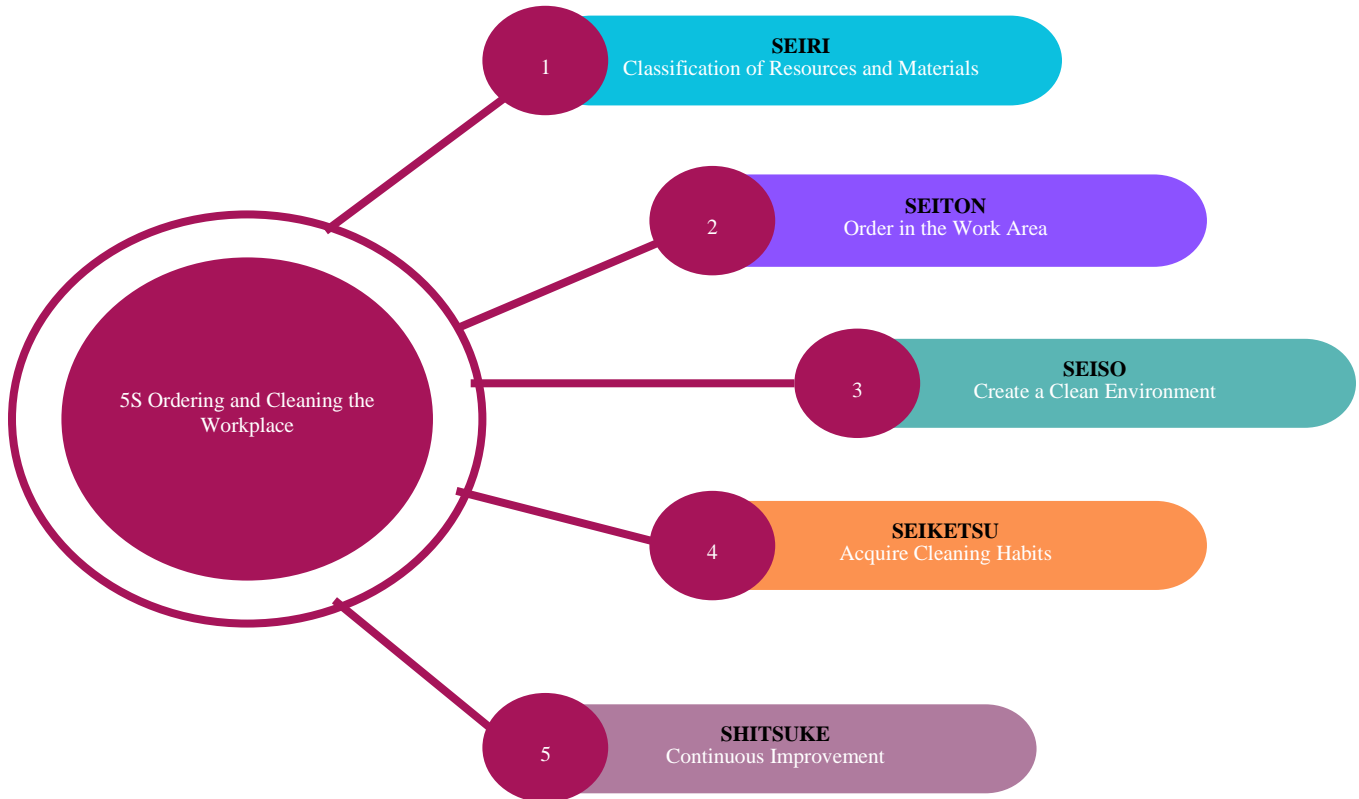 1
SEIRI
Classification of Resources and Materials
2
SEITON
Order in the Work Area
3
SEISO
Create a Clean Environment
5S Ordering and Cleaning the
Workplace
4
SEIKETSU
Acquire Cleaning Habits
5
SHITSUKE
Continuous Improvement